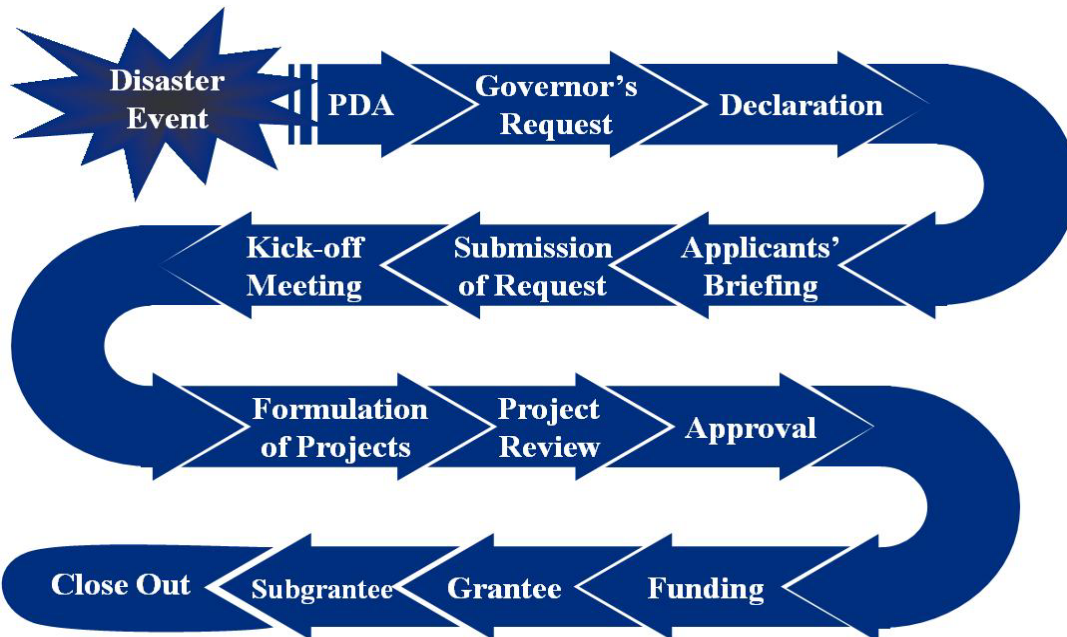 Disaster
Event
PDA
Governor's
Request
Declaration
Applicants'
Briefing
Submission
of Request
Kick-off
Meeting
Formulation
of Projects
Project
Review
Approval
Funding
Grantee
Subgrantee
Close Out